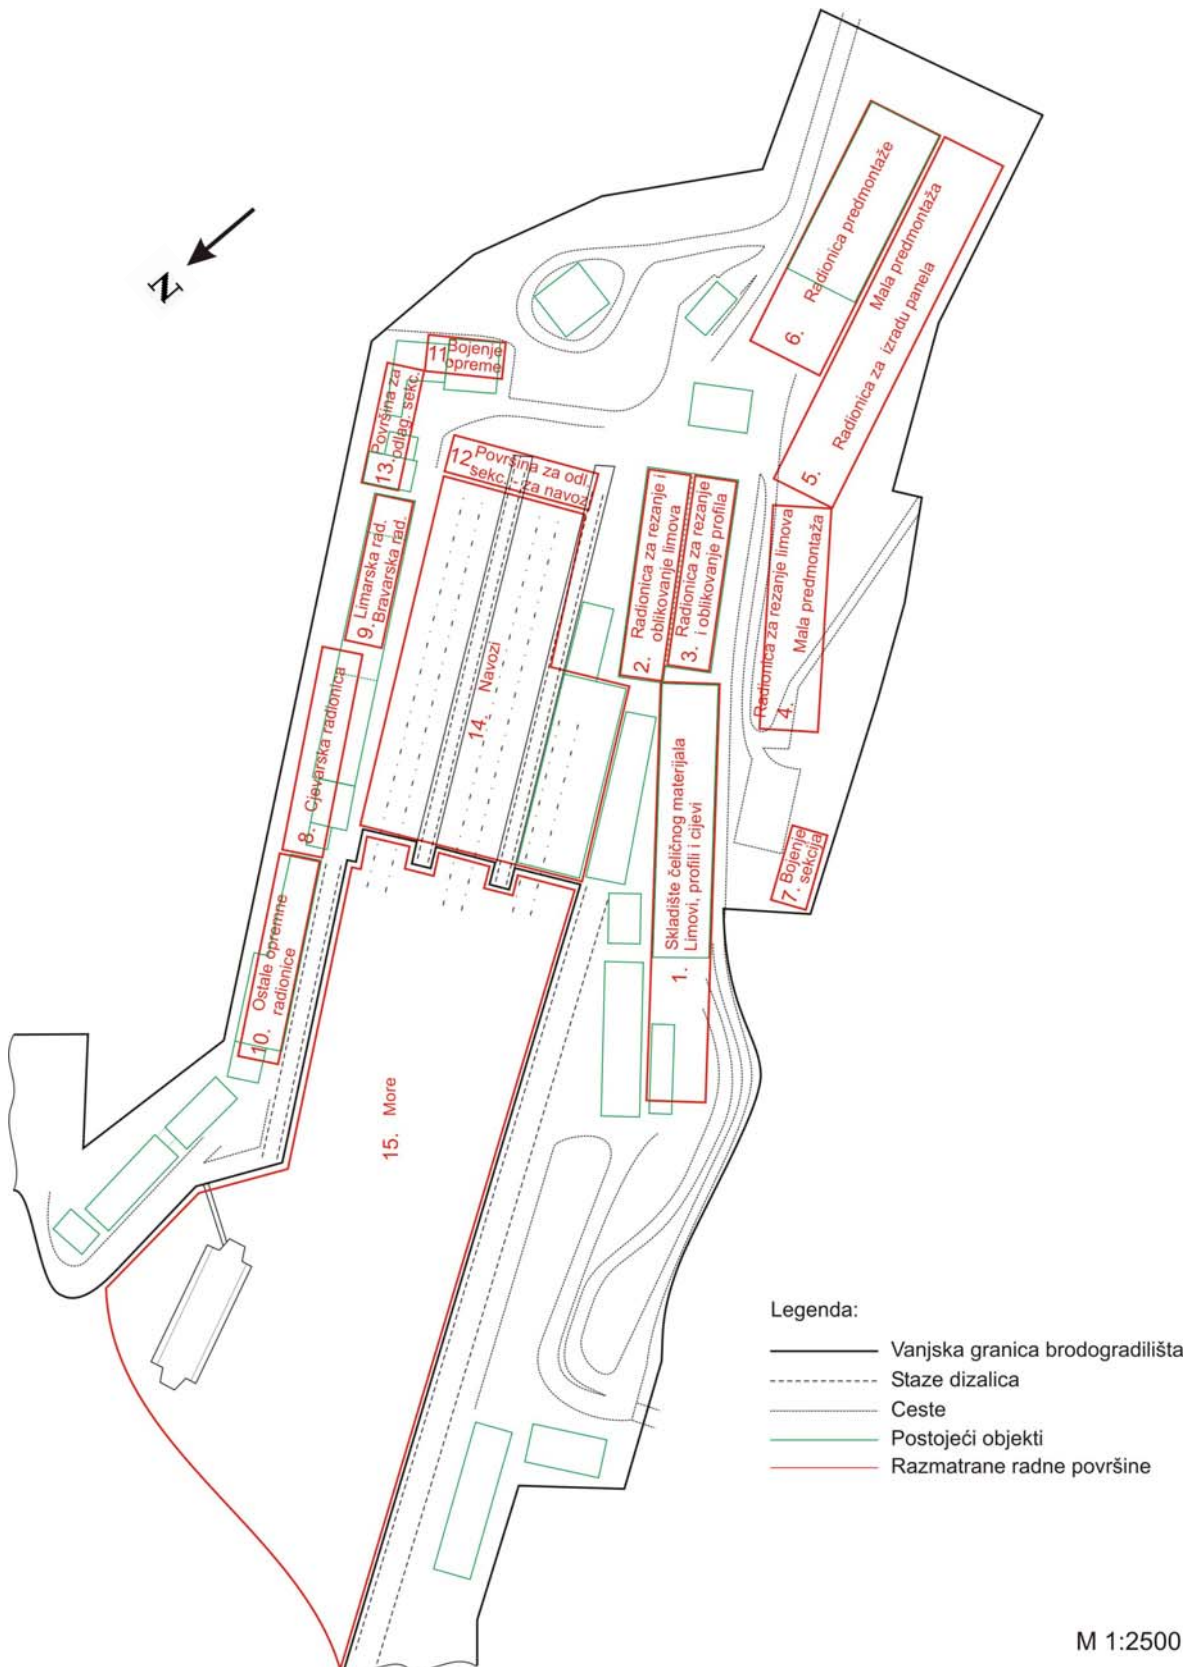 N
6. Radionica predmontaže
Mala predmontaža
5. Radionica za izradu panela
11
Bojenje
opreme
13.
Površina za
odlag. sekc.
12
Površina za odl.
sekc. - za navoz
2. Radionica za rezanje i
oblikovanje limova
3. Radionica za rezanje
i oblikovanje profila
Radionica za rezanje limova
4. Mala predmontaža
9. Limarska rad.
Bravarska rad.
14. Navozi
8. Cjevarska radionica
7. Bojenje
sekcija
1. Skladište čeličnog materijala
Limovi, profili i cijevi
10. Ostale opremne
radionice
15. More
Legenda:
Vanjska granica brodogradilišta
Staze dizalica
Ceste
Postojeći objekti
Razmatrane radne površine
M 1:2500